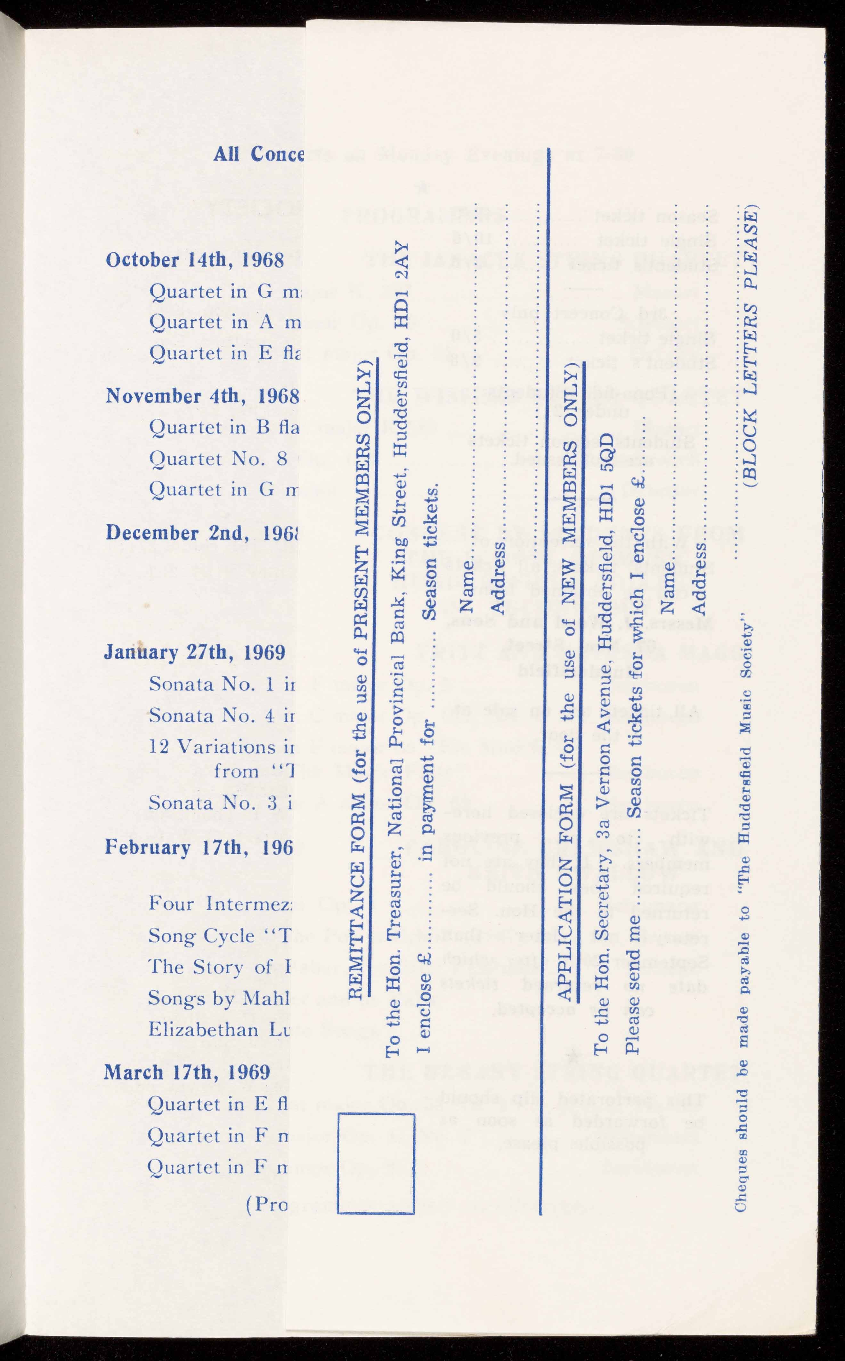 All Conce
October 14th, 1968
Quartet in G m
Quartet in A m
Quartet in E fla
November 4th, 1968
Quartet in B fla
Quartet No. 8
Quartet in G m
December 2nd, 196
January 27th, 1969
Sonata No. 1 in
Sonata No. 4 in
12 Variations in
from "T
Sonata No. 3 i
February 17th, 196
Four Intermez
Song Cycle "T
The Story of
Songs by Mahl
Elizabethan Lu
March 17th, 1969
Quartet in E fl
Quartet in F m
Quartet in F m
(Pro
REMITTANCE FORM (for the use of PRESENT MEMBERS ONLY)
To the Hon. Treasurer, National Provincial Bank, King Street, Huddersfield, HD1 2AY
I enclose £.......... in payment for .......... Season tickets.
Name..........
Address..........
APPLICATION FORM (for the use of NEW MEMBERS ONLY)
To the Hon. Secretary, 3a Vernon Avenue, Huddersfield, HD1 5QD
Please send me ........ Season tickets for which I enclose £
Name..........
Address..........
(BLOCK LETTERS PLEASE)
Cheques should be made payable to "The Huddersfield Music Society"